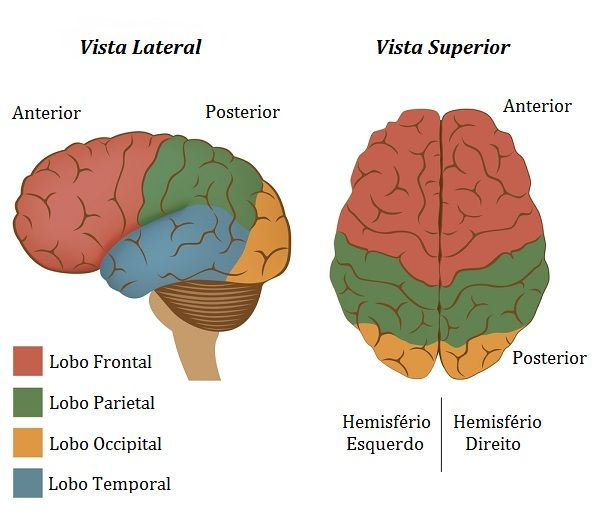 Vista Lateral
Vista Superior
Anterior
Posterior
Anterior
Posterior
Lobo Frontal
Lobo Parietal
Lobo Occipital
Lobo Temporal
Hemisfério
Esquerdo
Hemisfério
Direito